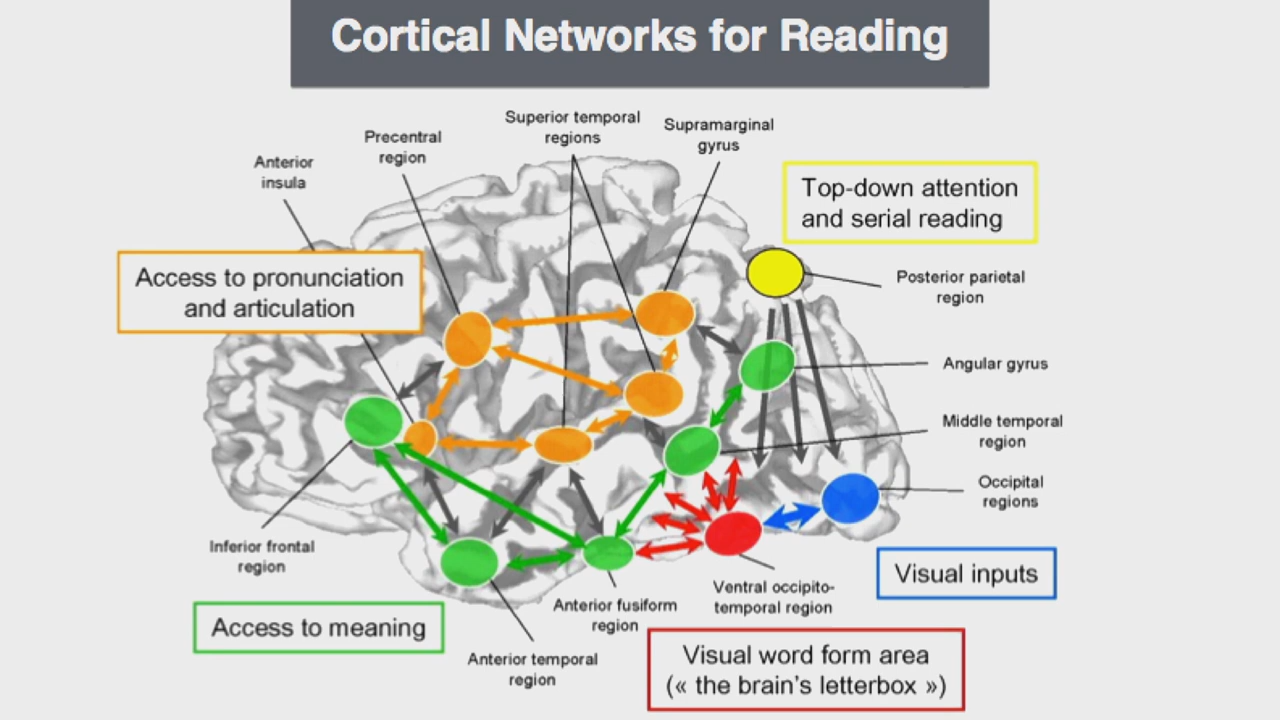 Cortical Networks for Reading
Superior temporal
regions
Supramarginal
gyrus
Precentral
region
Anterior
insula
Top-down attention
and serial reading
Access to pronunciation
and articulation
Posterior parietal
region
Angular gyrus
Middle temporal
region
Occipital
regions
Inferior frontal
region
Visual inputs
Ventral occipito-
temporal region
Anterior fusiform
region
Access to meaning
Anterior temporal
region
Visual word form area
(« the brain's letterbox »)